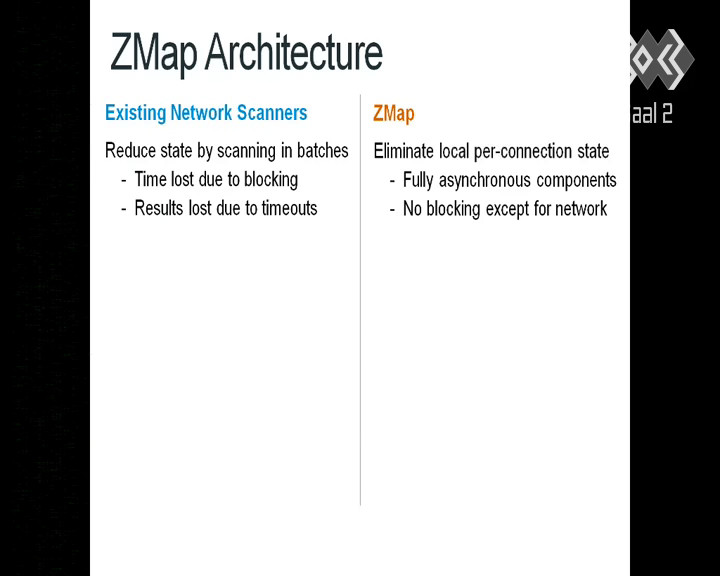 ZMap Architecture
Existing Network Scanners
Reduce state by scanning in batches
- Time lost due to blocking
- Results lost due to timeouts
ZMap
Eliminate local per-connection state
- Fully asynchronous components
- No blocking except for network
aal 2